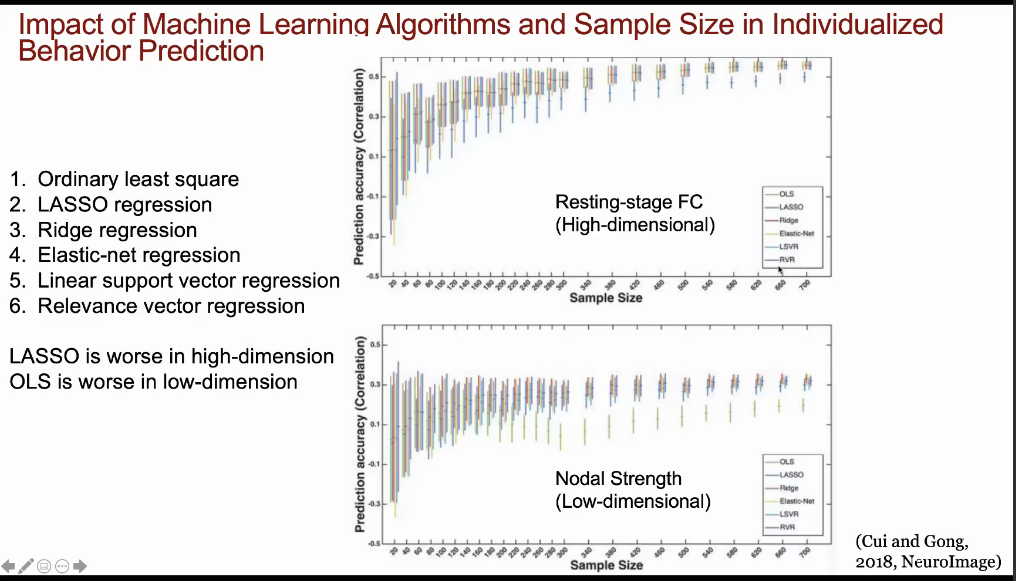 Impact of Machine Learning Algorithms and Sample Size in Individualized
Behavior Prediction
1. Ordinary least square
2. LASSO regression
3. Ridge regression
4. Elastic-net regression
5. Linear support vector regression
6. Relevance vector regression
LASSO is worse in high-dimension
OLS is worse in low-dimension
Prediction accuracy (Correlation)
0.5
0.3
0.1
-0.1
-0.3
-0.5
Resting-stage FC
(High-dimensional)
OLS
LASSO
Ridge
Elastic-Net
LSVR
RVR
20 40 60 80 100 120 140 160 180 200 220 240 260 280 300 340 380 420 460 500 540 580 620 660 700
Sample Size
Prediction accuracy (Correlation)
0.5
0.3
0.1
-0.1
-0.3
-0.5
Nodal Strength
(Low-dimensional)
OLS
LASSO
Ridge
Elastic-Net
LSVR
RVR
20 40 60 80 100 120 140 160 180 200 220 240 260 280 300 340 380 420 460 500 540 580 620 660 700
Sample Size
(Cui and Gong,
2018, NeuroImage)